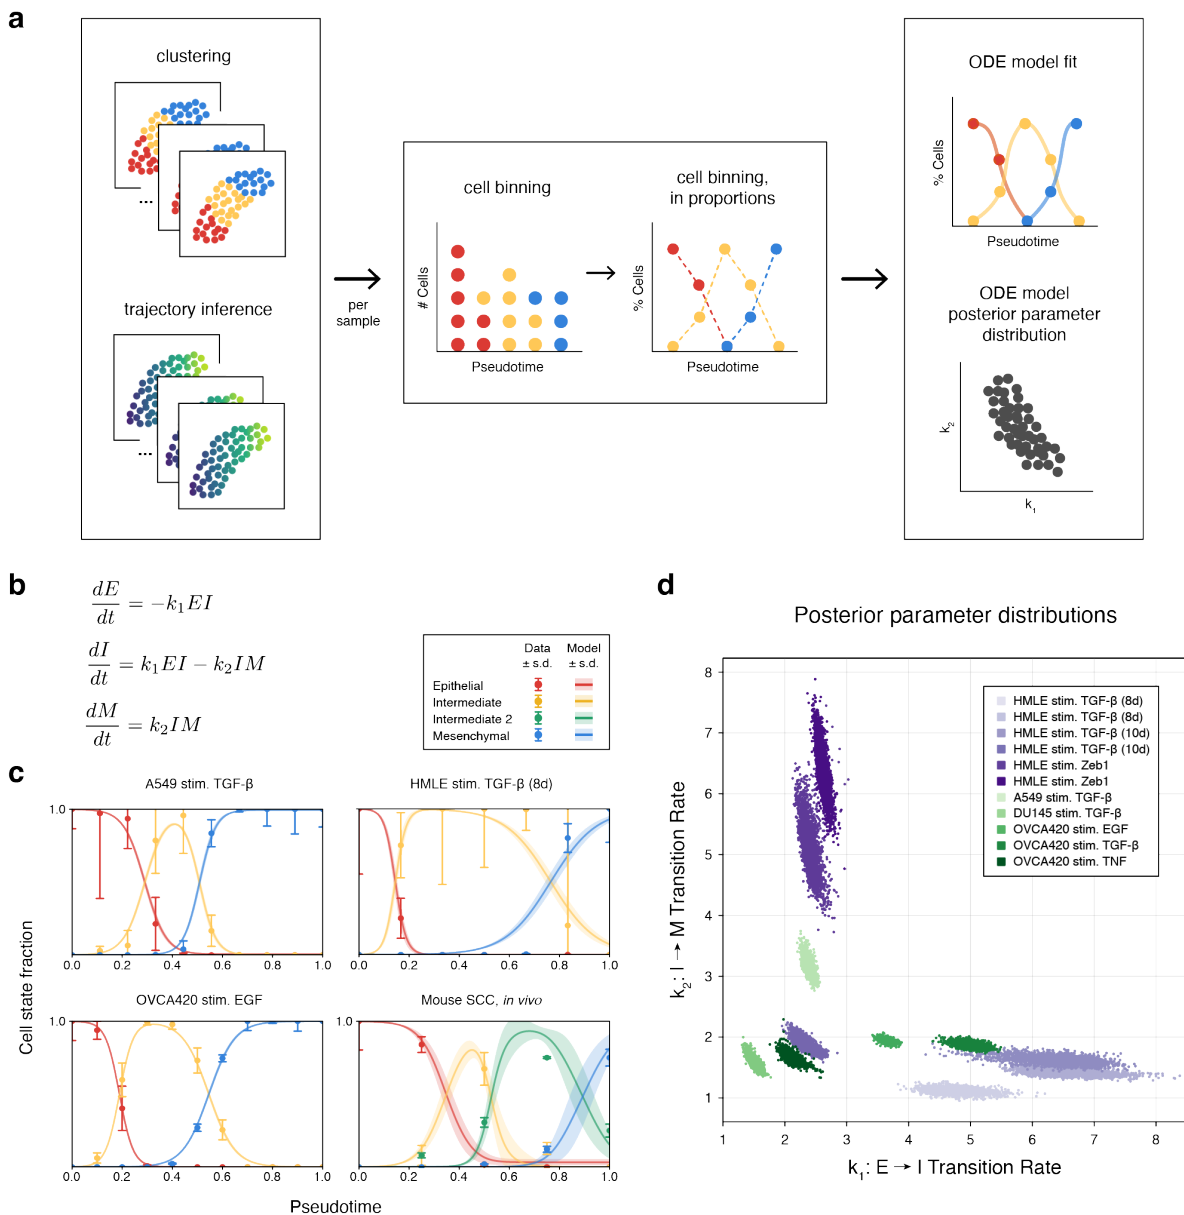 a
clustering
...
trajectory inference
...
per
sample
cell binning
# Cells
Pseudotime
cell binning,
in proportions
% Cells
Pseudotime
ODE model fit
% Cells
Pseudotime
ODE model
posterior parameter
distribution
k2
k1
b
dE/dt = −k1EI
dI/dt = k1EI − k2IM
dM/dt = k2IM
Data Model
± s.d. ± s.d.
Epithelial
Intermediate
Intermediate 2
Mesenchymal
c
Cell state fraction
A549 stim. TGF-β
1.0
0.0 0.2 0.4 0.6 0.8 1.0
HMLE stim. TGF-β (8d)
1.0
0.0 0.2 0.4 0.6 0.8 1.0
OVCA420 stim. EGF
1.0
0.0 0.2 0.4 0.6 0.8 1.0
Mouse SCC, in vivo
1.0
0.0 0.2 0.4 0.6 0.8 1.0
Pseudotime
d
Posterior parameter distributions
k2: I → M Transition Rate
8
7
6
5
4
3
2
1
HMLE stim. TGF-β (8d)
HMLE stim. TGF-β (8d)
HMLE stim. TGF-β (10d)
HMLE stim. TGF-β (10d)
HMLE stim. Zeb1
HMLE stim. Zeb1
A549 stim. TGF-β
DU145 stim. TGF-β
OVCA420 stim. EGF
OVCA420 stim. TGF-β
OVCA420 stim. TNF
1 2 3 4 5 6 7 8
k1: E → I Transition Rate